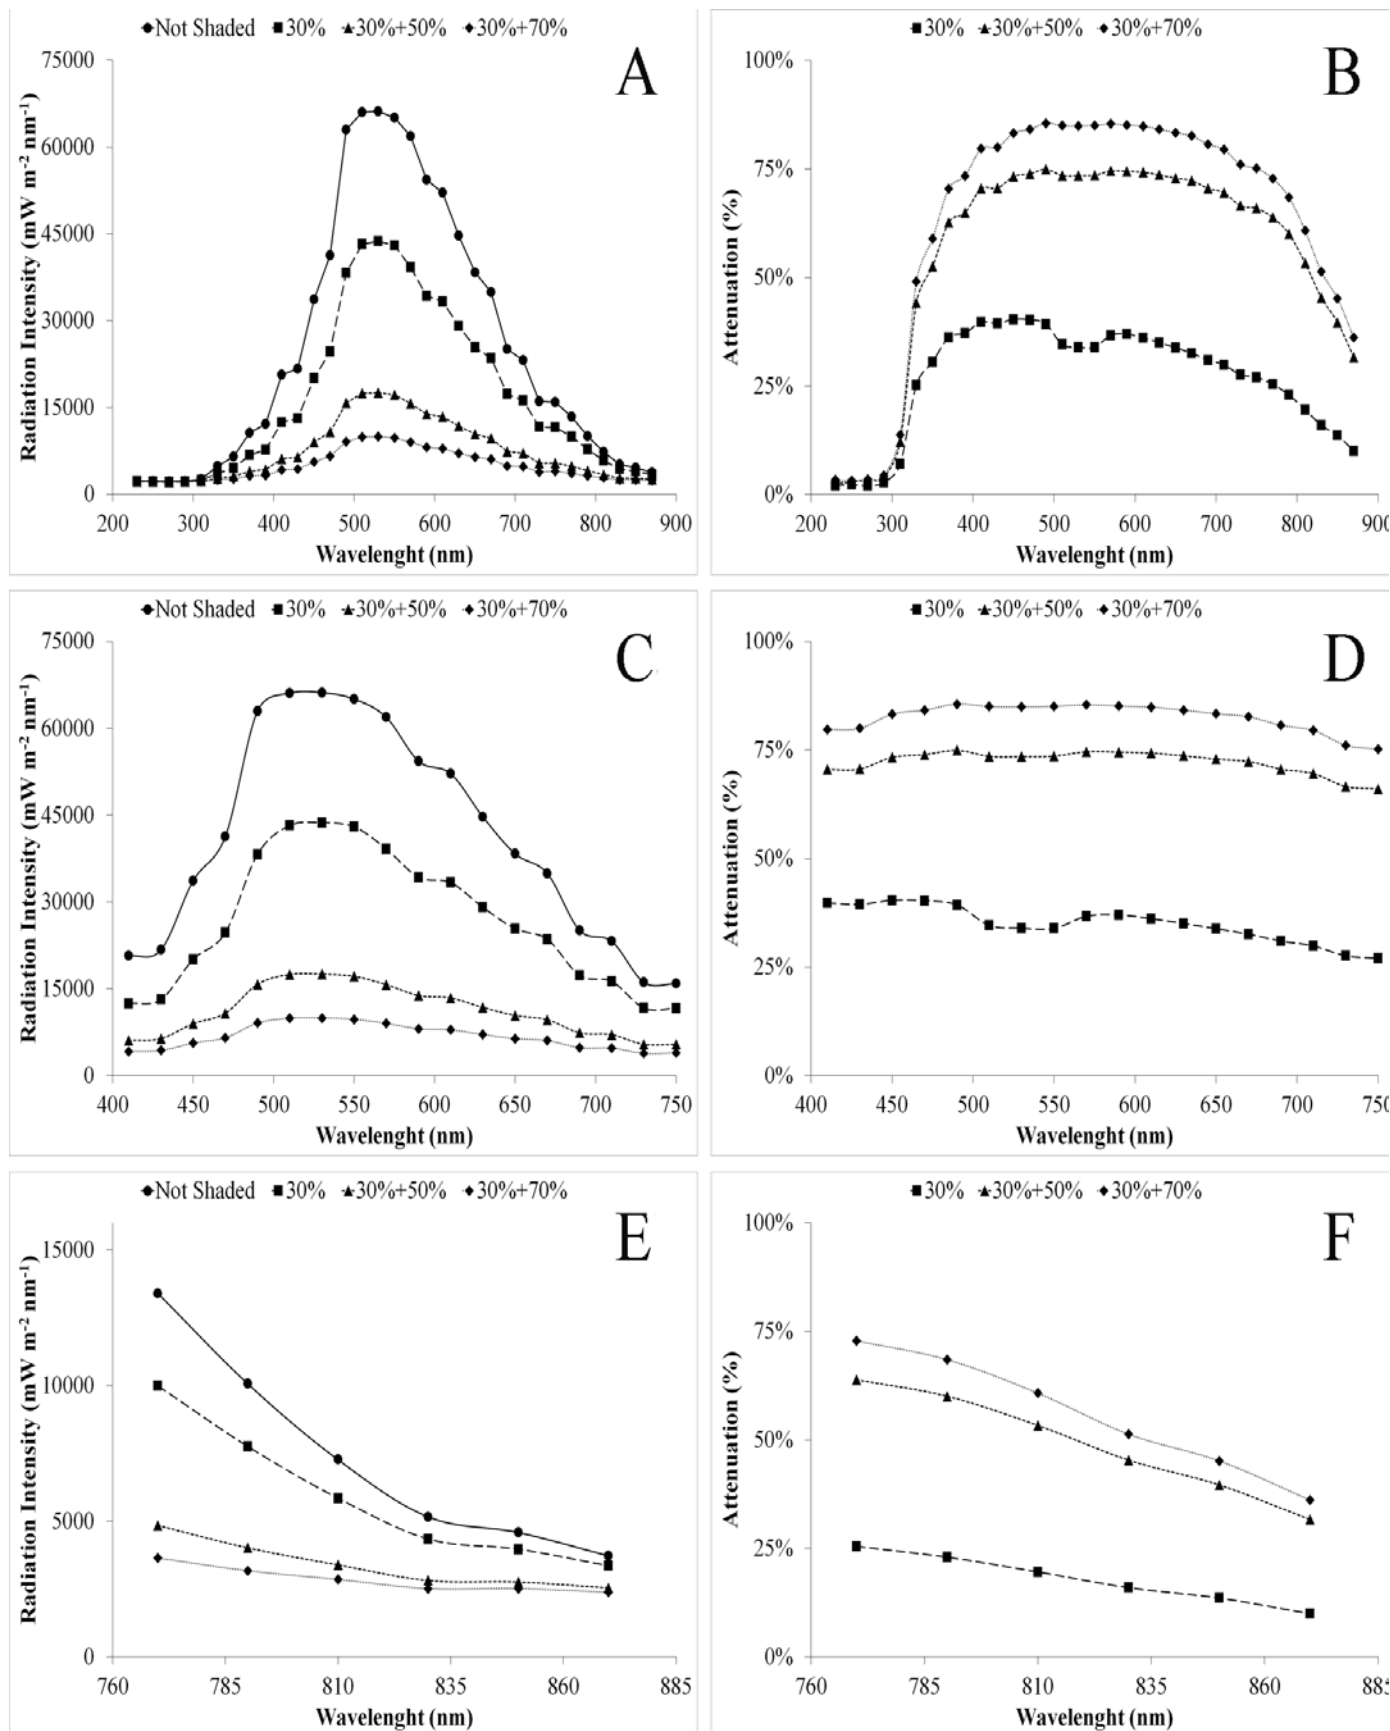 Not Shaded 30% 30%+50% 30%+70%
A
Radiation Intensity (mW m⁻² nm⁻¹)
75000
60000
45000
30000
15000
0
200 300 400 500 600 700 800 900
Wavelenght (nm)
30% 30%+50% 30%+70%
B
Attenuation (%)
100%
75%
50%
25%
0%
200 300 400 500 600 700 800 900
Wavelenght (nm)
Not Shaded 30% 30%+50% 30%+70%
C
Radiation Intensity (mW m⁻² nm⁻¹)
75000
60000
45000
30000
15000
0
400 450 500 550 600 650 700 750
Wavelenght (nm)
30% 30%+50% 30%+70%
D
Attenuation (%)
100%
75%
50%
25%
0%
400 450 500 550 600 650 700 750
Wavelenght (nm)
Not Shaded 30% 30%+50% 30%+70%
E
Radiation Intensity (mW m⁻² nm⁻¹)
15000
10000
5000
0
760 785 810 835 860 885
Wavelenght (nm)
30% 30%+50% 30%+70%
F
Attenuation (%)
100%
75%
50%
25%
0%
760 785 810 835 860 885
Wavelenght (nm)